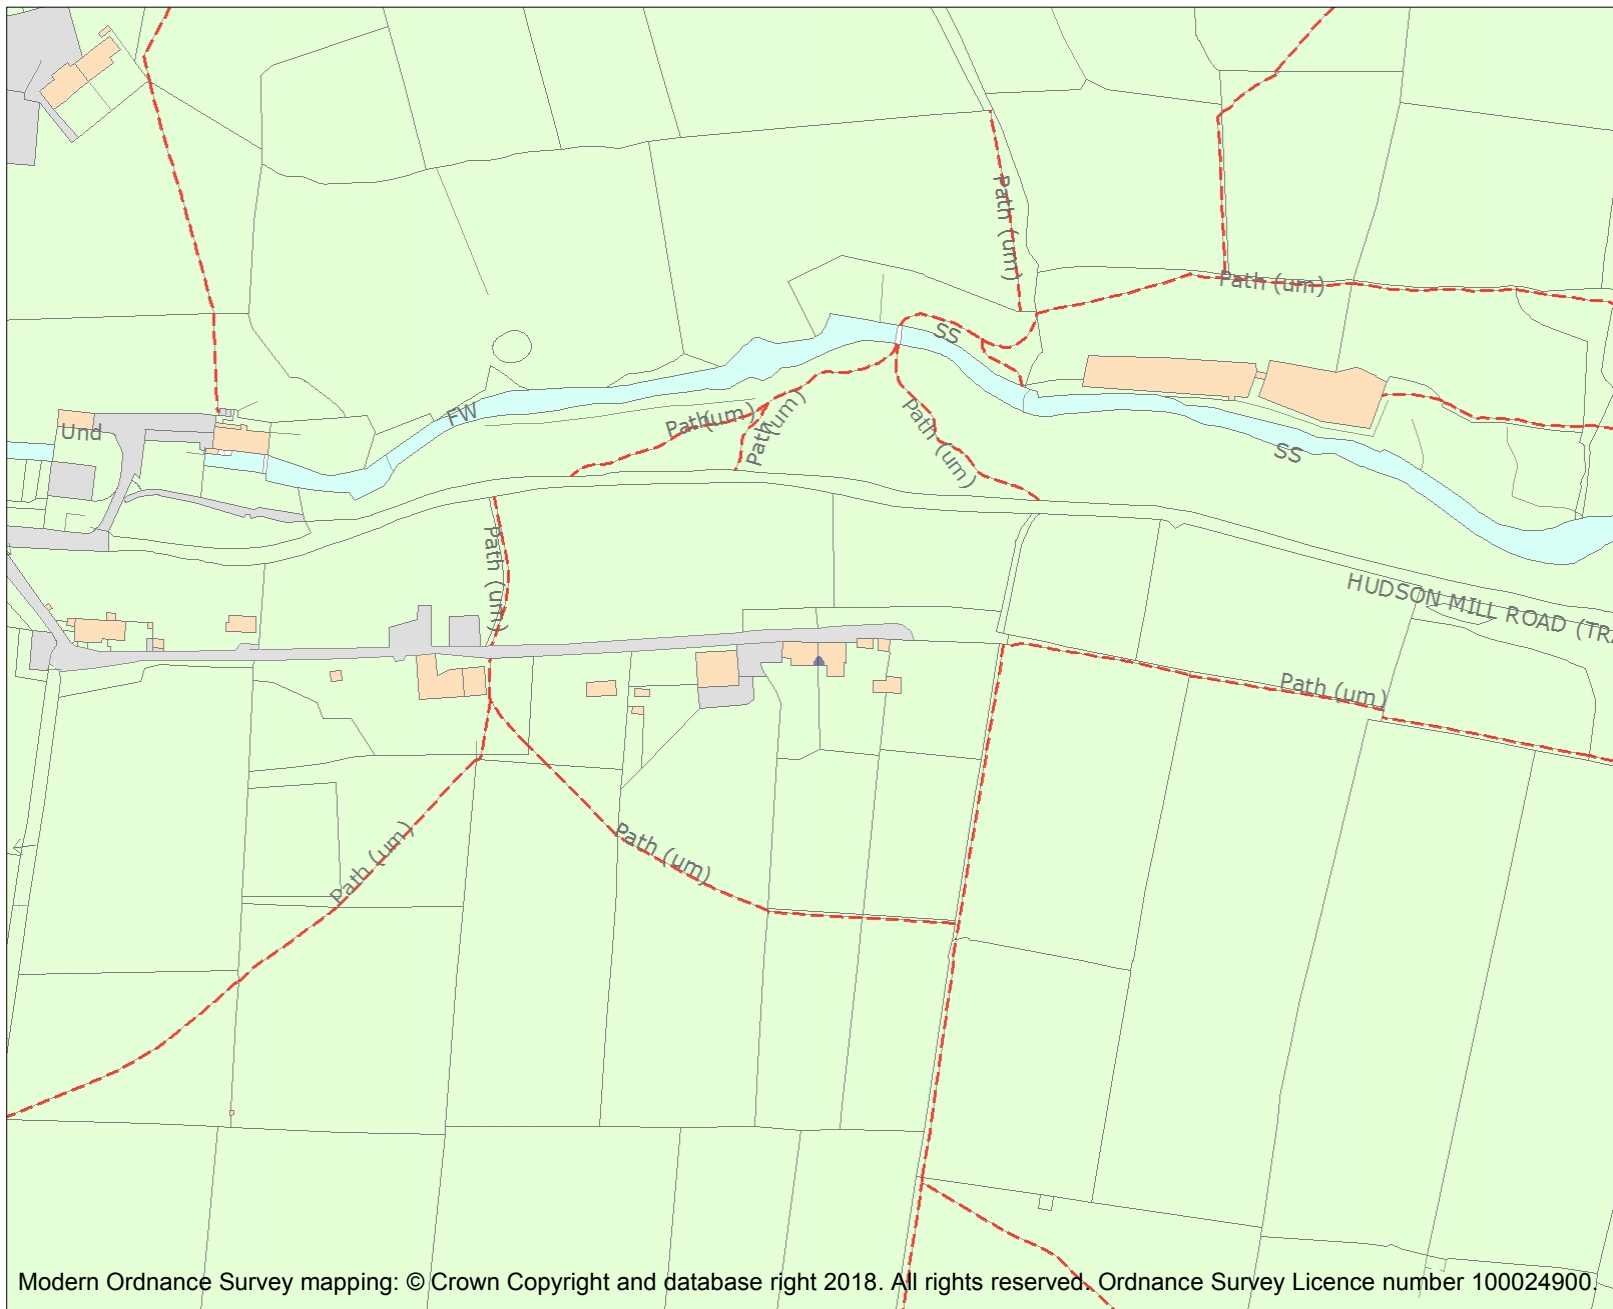 Path (um)
Path (um)
SS
FW
Path(um)
Path (um)
Path (um)
Und
SS
Path (um)
HUDSON MILL ROAD (TRA
Path (um)
Path (um)
Path (um)
Modern Ordnance Survey mapping: © Crown Copyright and database right 2018. All rights reserved. Ordnance Survey Licence number 100024900.